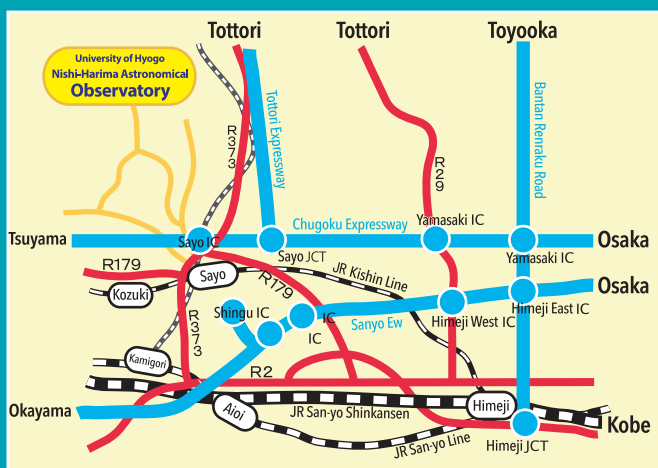 Tottori
Tottori
Toyooka
University of Hyogo
Nishi-Harima Astronomical
Observatory
Tottori Expressway
Bantan Renraku Road
R373
R29
Chugoku Expressway
Yamasaki IC
Tsuyama
Sayo IC
Sayo JCT
Yamasaki IC
Osaka
R179
Sayo
R179
JR Kishin Line
Osaka
Kozuki
Shingu IC
IC
IC
Sanyo Ew
Himeji West IC
Himeji East IC
R373
Kamigori
R2
Okayama
Aioi
JR San-yo Shinkansen
Himeji
Kobe
JR San-yo Line
Himeji JCT